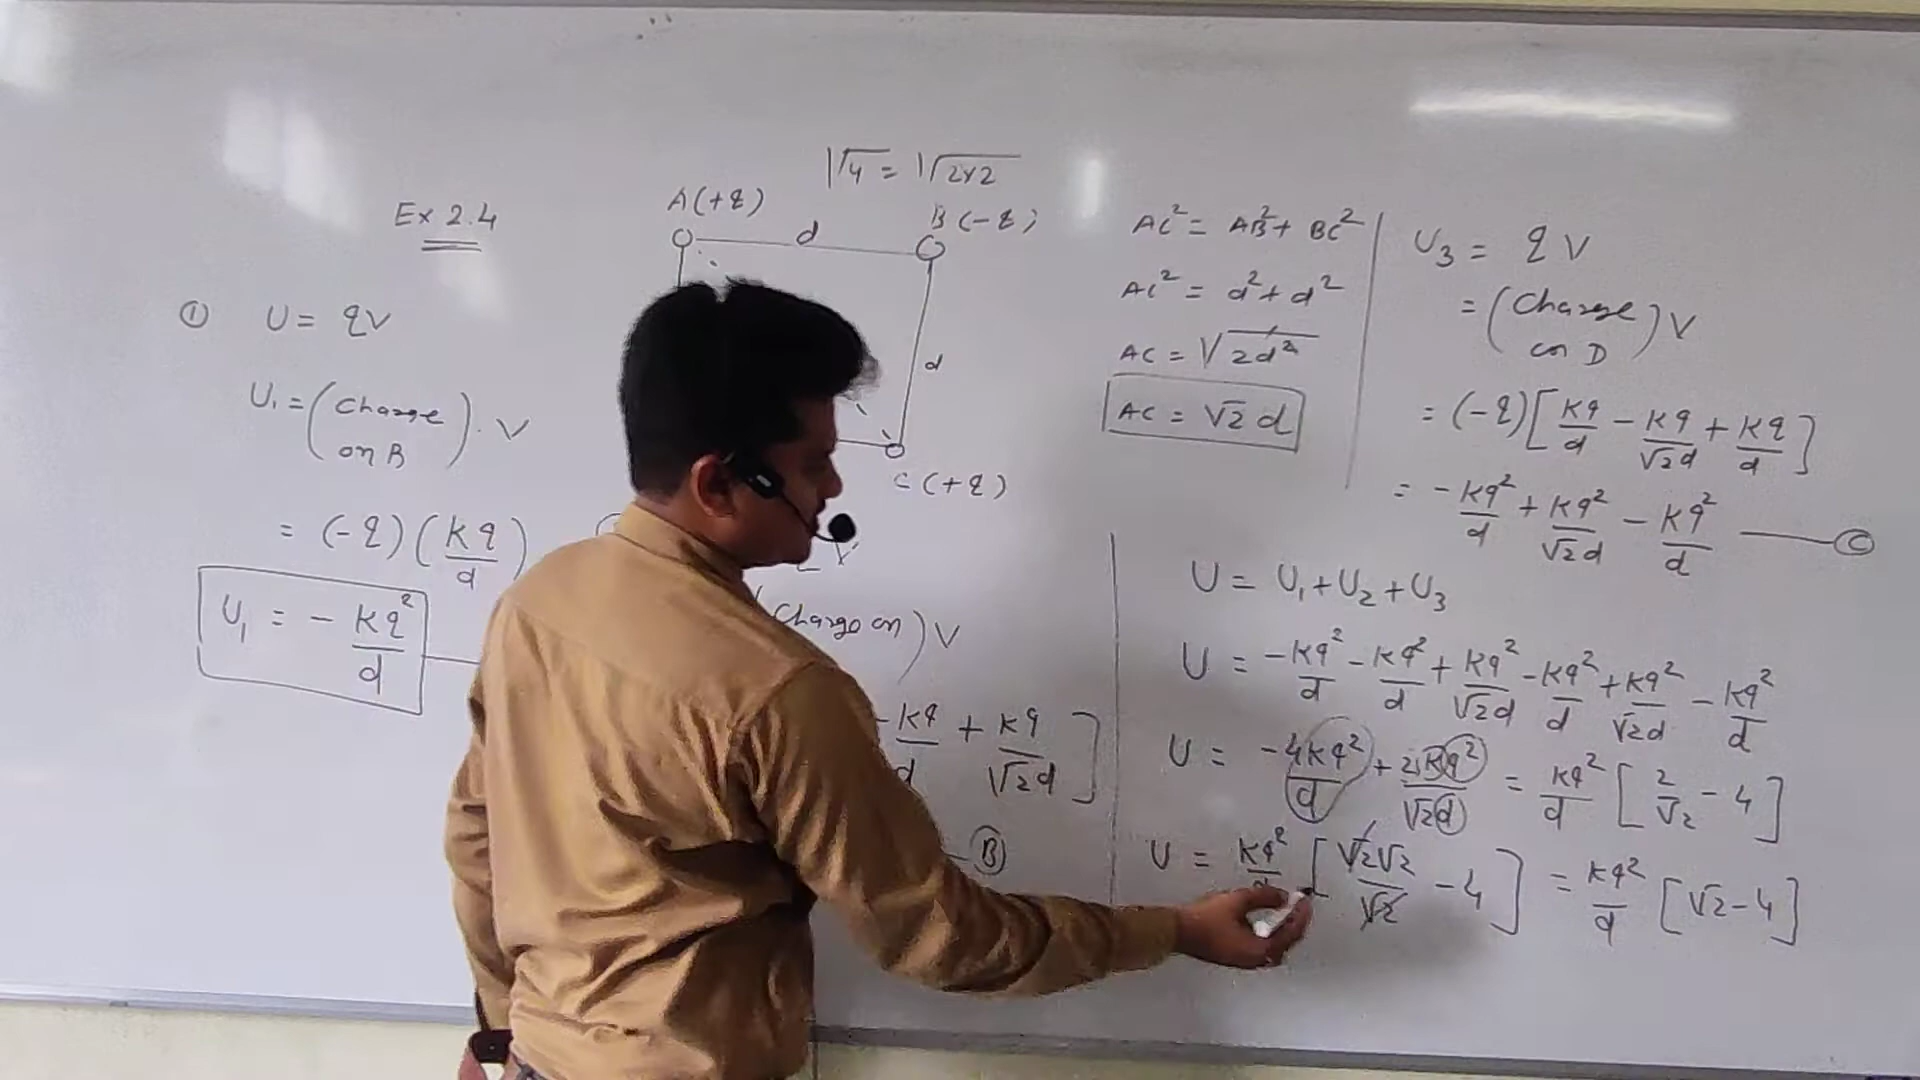 Ex 2.4
√4 = √2×2
A(+q)
B(-q)
d
d
C(+q)
① U = qV
U₁ = (Charge on B) . V
= (-q) (Kq/d)
U₁ = - Kq²/d
Charge on ) V
- Kq/d + Kq/√2d ]
B
AC² = AB² + BC²
AC² = d² + d²
AC = √2d²
AC = √2 d
U₃ = q V
= (Charge on D) V
= (-q) [Kq/d - Kq/√2d + Kq/d]
= - Kq²/d + Kq²/√2d - Kq²/d — C
U = U₁ + U₂ + U₃
U = -Kq²/d - Kq²/d + Kq²/√2d - Kq²/d + Kq²/√2d - Kq²/d
U = -4Kq²/d + 2Kq²/√2d = Kq²/d [2/√2 - 4]
U = Kq²/d [√2√2/√2 - 4] = Kq²/d [√2 - 4]